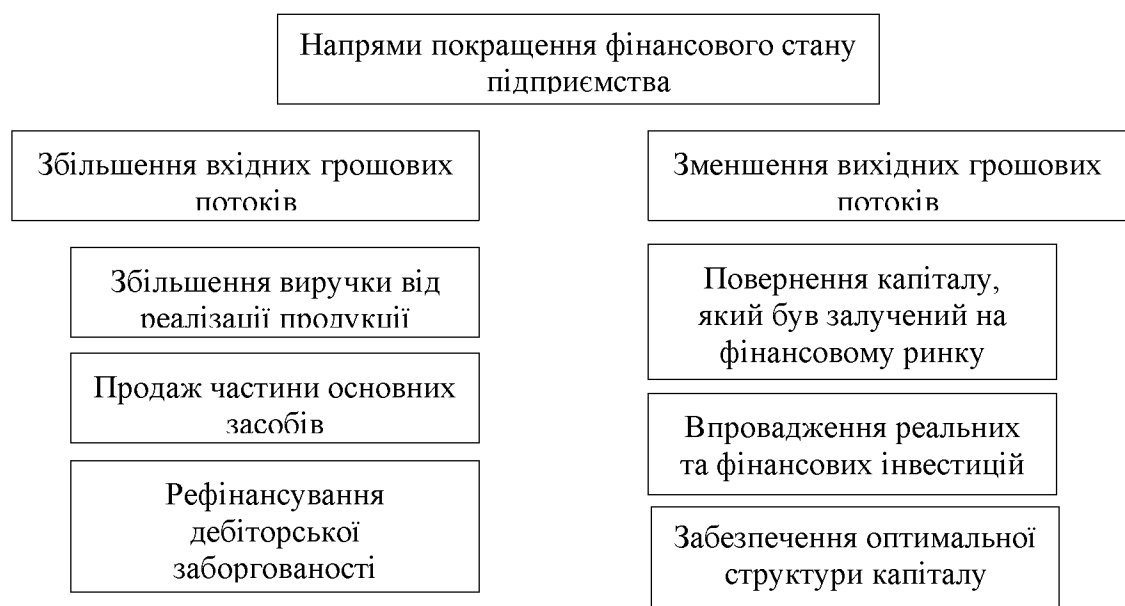 Напрями покращення фінансового стану
підприємства
Збільшення вхідних грошових
потоків
Збільшення виручки від
реалізації продукції
Продаж частини основних
засобів
Рефінансування
дебіторської
заборгованості
Зменшення вихідних грошових
потоків
Повернення капіталу,
який був залучений на
фінансовому ринку
Впровадження реальних
та фінансових інвестицій
Забезпечення оптимальної
структури капіталу